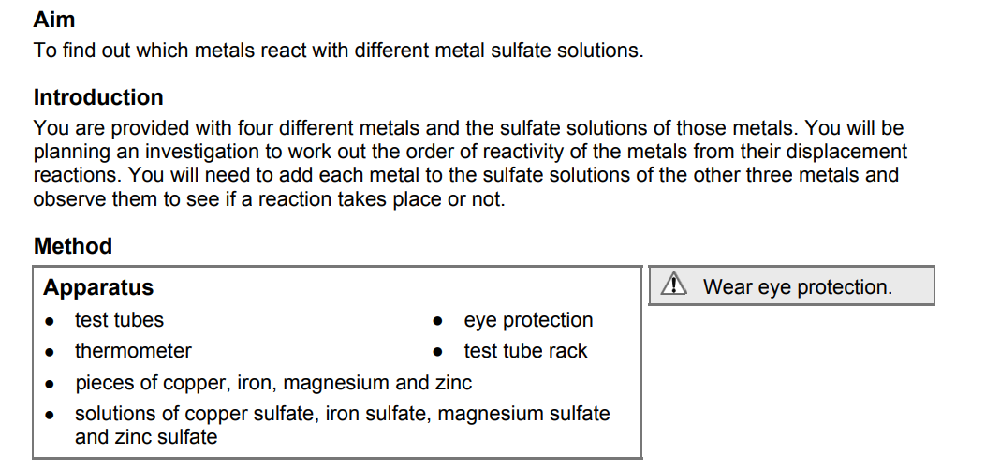 Aim
To find out which metals react with different metal sulfate solutions.
Introduction
You are provided with four different metals and the sulfate solutions of those metals. You will be
planning an investigation to work out the order of reactivity of the metals from their displacement
reactions. You will need to add each metal to the sulfate solutions of the other three metals and
observe them to see if a reaction takes place or not.
Method
Apparatus
• test tubes
• thermometer
• eye protection
• test tube rack
• pieces of copper, iron, magnesium and zinc
• solutions of copper sulfate, iron sulfate, magnesium sulfate
and zinc sulfate
Wear eye protection.